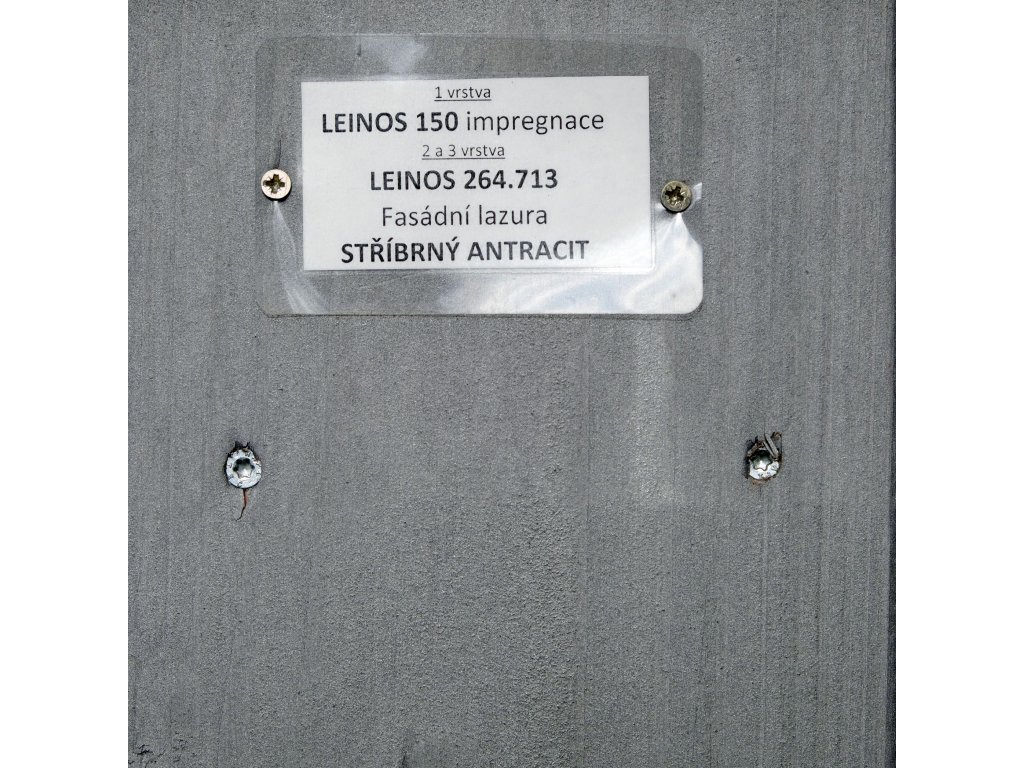 1 vrstva
LEINOS 150 impregnace
2 a 3 vrstva
LEINOS 264.713
Fasádní lazura
STŘÍBRNÝ ANTRACIT